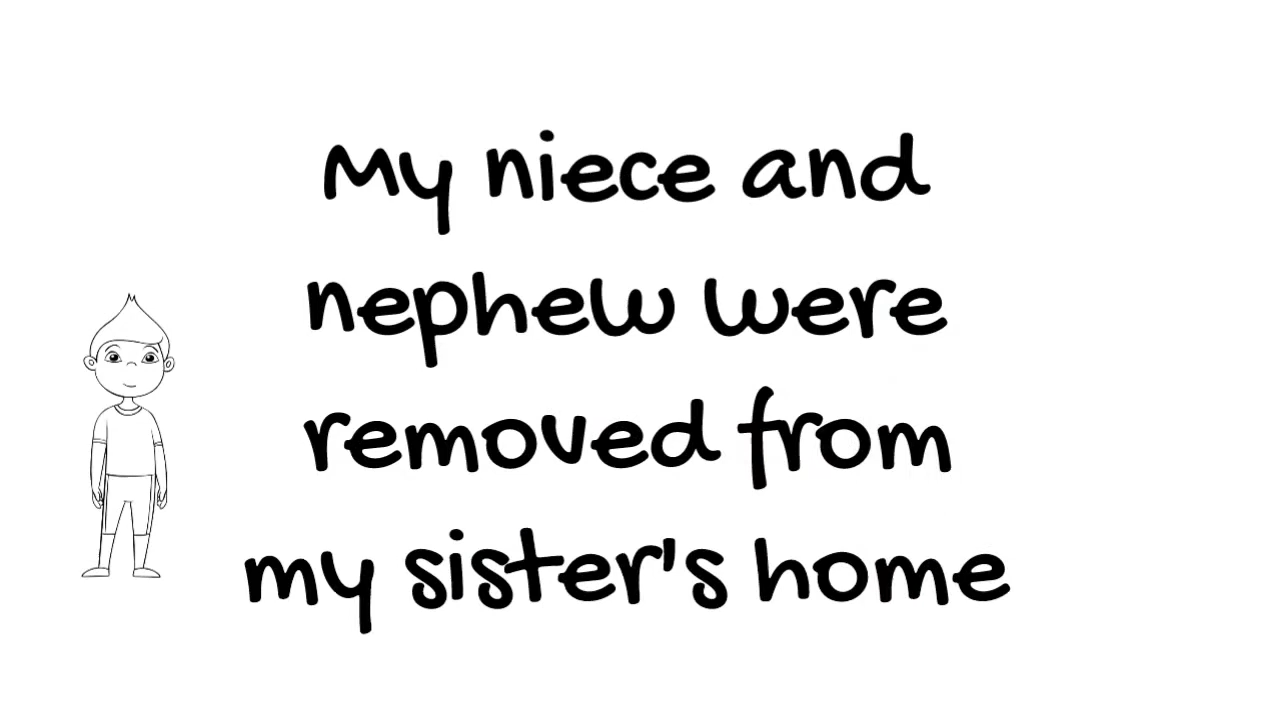 My niece and
nephew were
removed from
my sister's home